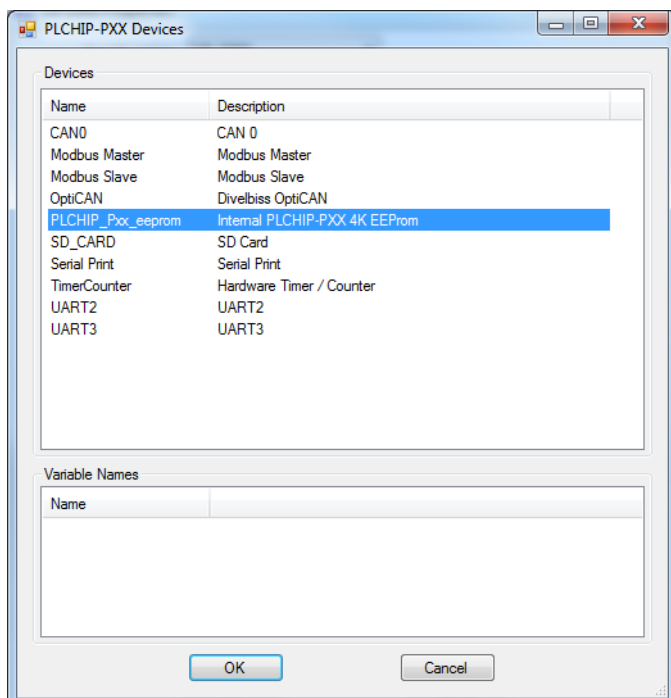 PLCHIP-PXX Devices
Devices
Name Description
CAN0 CAN 0
Modbus Master Modbus Master
Modbus Slave Modbus Slave
OptiCAN Divelbiss OptiCAN
PLCHIP_Pxx_eeprom Internal PLCHIP-PXX 4K EEProm
SD_CARD SD Card
Serial Print Serial Print
TimerCounter Hardware Timer / Counter
UART2 UART2
UART3 UART3
Variable Names
Name
OK Cancel